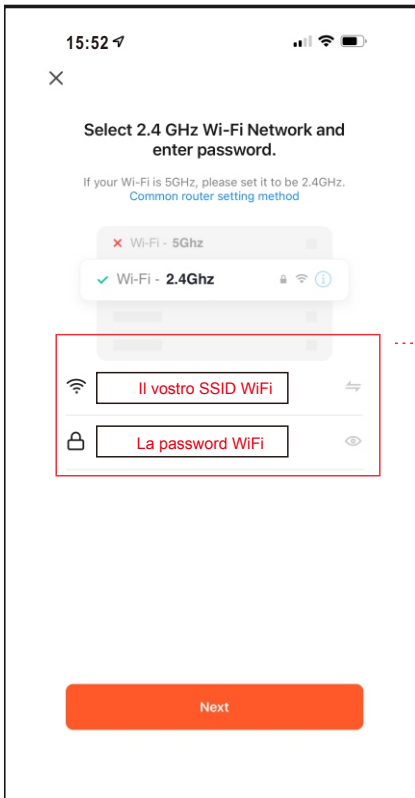 15:52
Select 2.4 GHz Wi-Fi Network and
enter password.
If your Wi-Fi is 5GHz, please set it to be 2.4GHz.
Common router setting method
Wi-Fi - 5Ghz
Wi-Fi - 2.4Ghz
Il vostro SSID WiFi
La password WiFi
Next